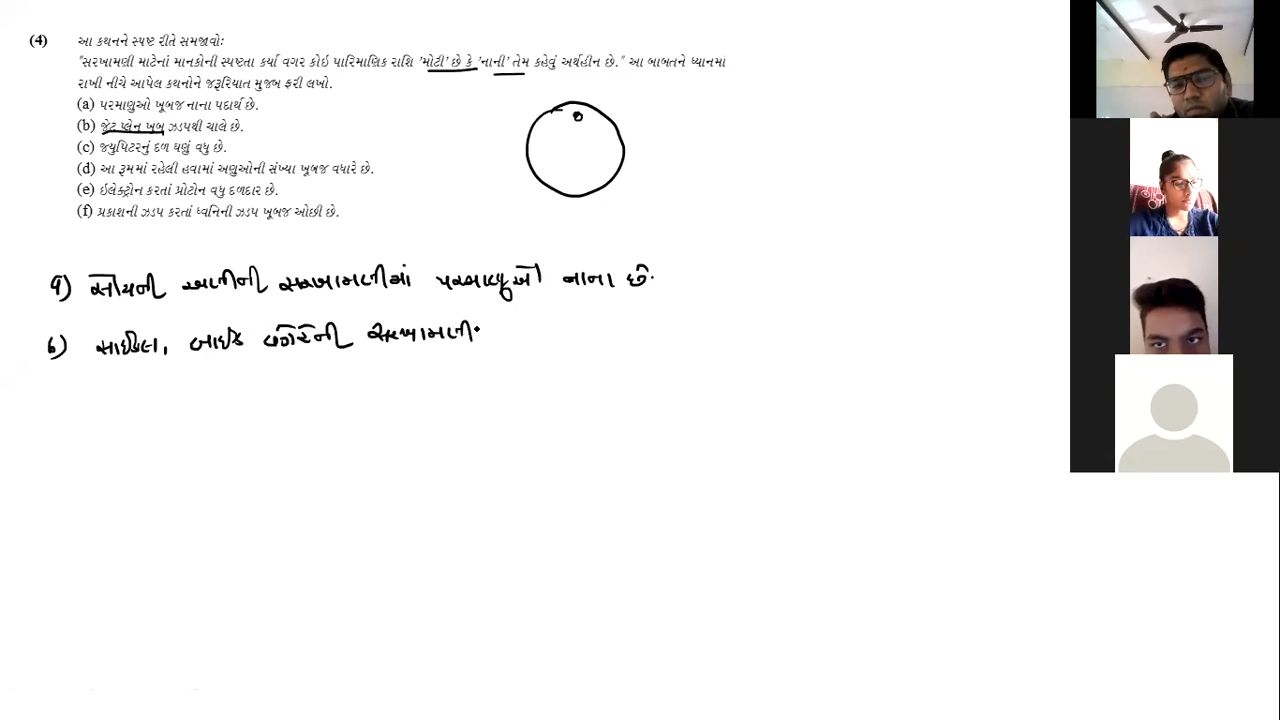 (4) આ કથનને સ્પષ્ટ રીતે સમજાવો:
"સરખામણી માટેનાં માનકોની સ્પષ્ટતા કર્યા વગર કોઇ પારિમાણિક રાશિ 'મોટી' છે કે 'નાની' તેમ કહેવું અર્થહીન છે." આ બાબતને ધ્યાનમાં
રાખી નીચે આપેલ કથનોને જરૂરિયાત મુજબ ફરી લખો.
(a) પરમાણુઓ ખૂબજ નાના પદાર્થ છે.
(b) જેટ પ્લેન ખૂબ ઝડપથી ચાલે છે.
(c) જ્યુપિટરનું દળ ઘણું વધુ છે.
(d) આ રૂમમાં રહેલી હવામાં અણુઓની સંખ્યા ખૂબજ વધારે છે.
(e) ઇલેક્ટ્રોન કરતાં પ્રોટોન વધુ દળદાર છે.
(f) પ્રકાશની ઝડપ કરતાં ધ્વનિની ઝડપ ખૂબજ ઓછી છે.
a) સોયની અણીની સરખામણીમાં પરમાણુઓ નાના છે.
b) સાઈકલ, બાઈક વગેરેની સરખામણી